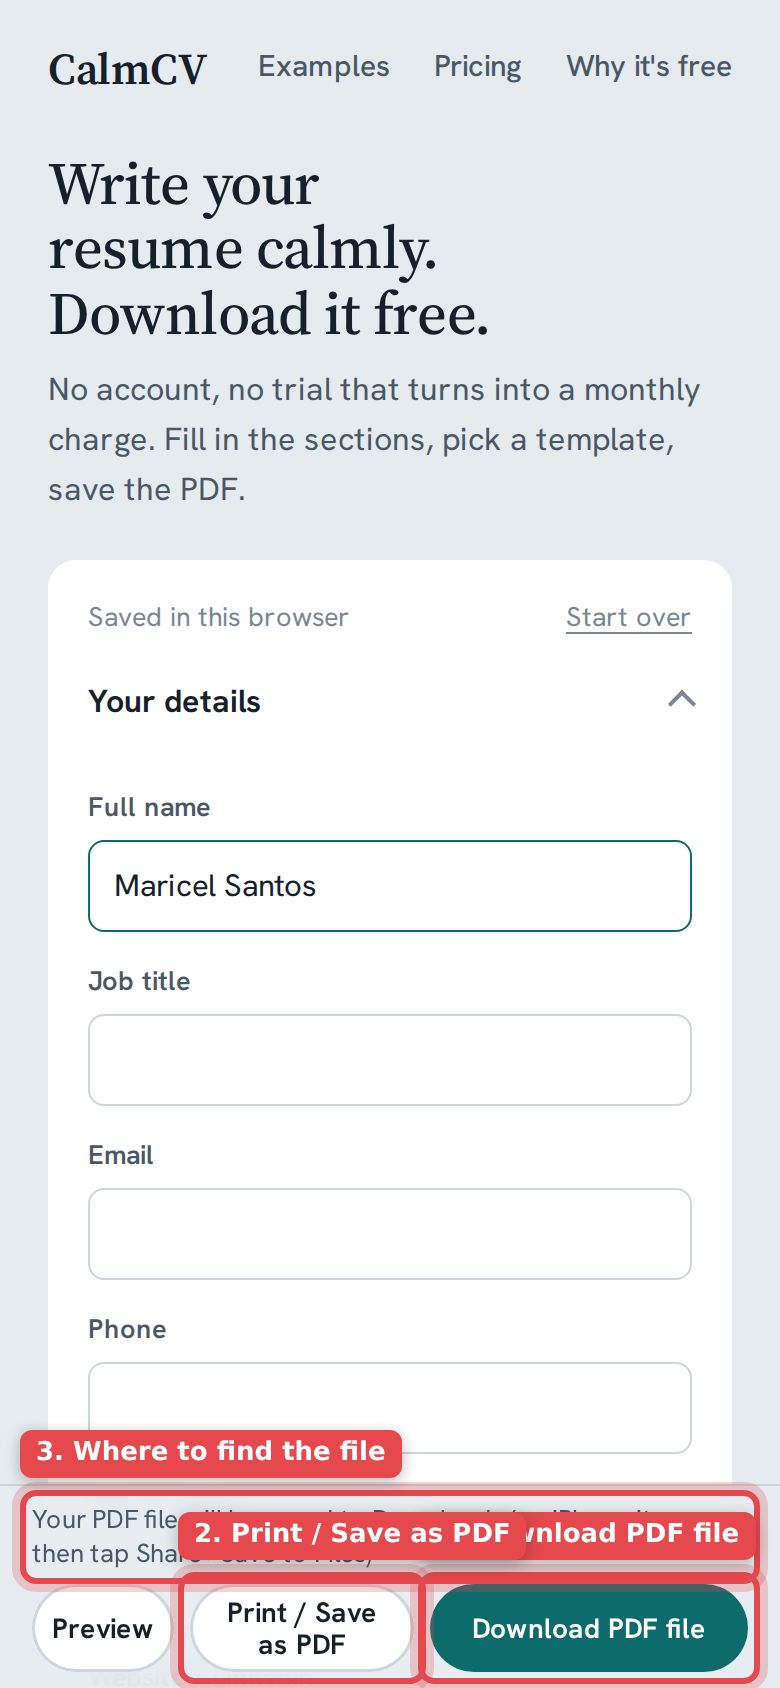 CalmCV Examples Pricing Why it's free
Write your
resume calmly.
Download it free.
No account, no trial that turns into a monthly
charge. Fill in the sections, pick a template,
save the PDF.
Saved in this browser Start over
Your details
Full name
Maricel Santos
Job title
Email
Phone
3. Where to find the file
Your PDF file
2. Print / Save as PDF
PDF file
then tap
Preview
Print / Save
as PDF
Download PDF file